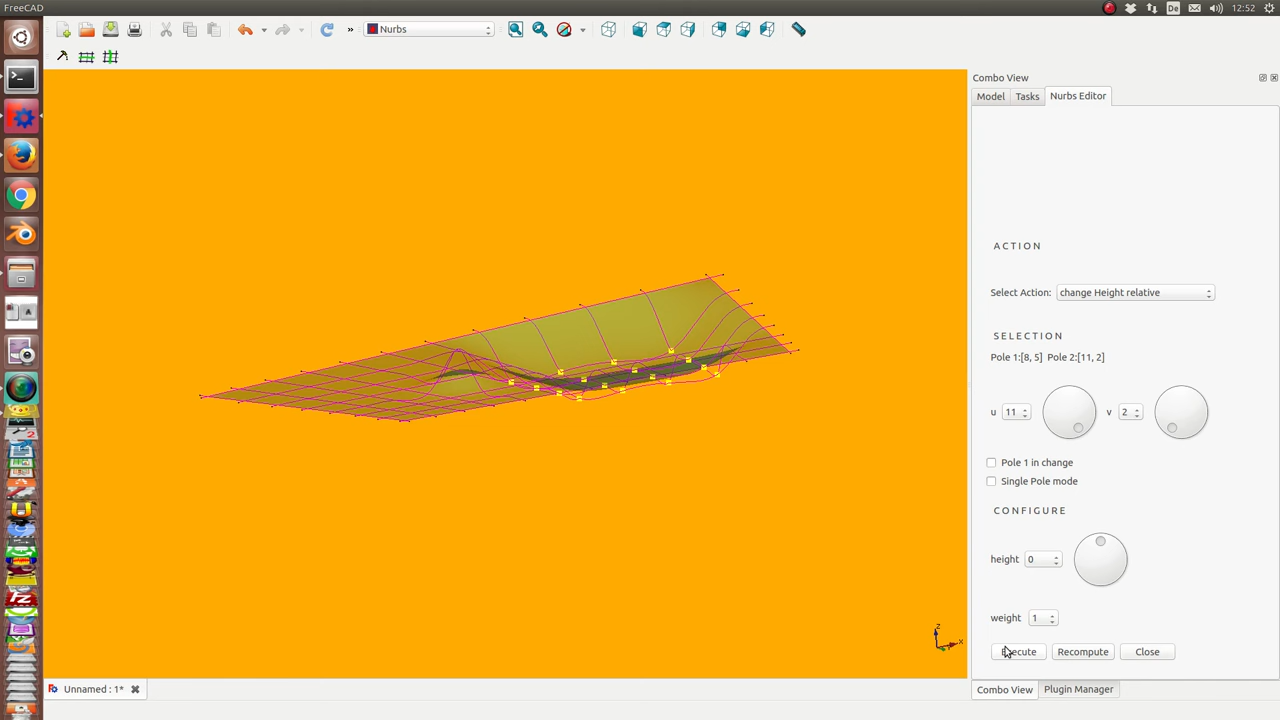 FreeCAD
De
12:52
Nurbs
Combo View
Model
Tasks
Nurbs Editor
ACTION
Select Action:
change Height relative
SELECTION
Pole 1:[8, 5] Pole 2:[11, 2]
u
11
v
2
Pole 1 in change
Single Pole mode
CONFIGURE
height
0
weight
1
Recompute
Close
z
x
Unnamed : 1*
Combo View
Plugin Manager